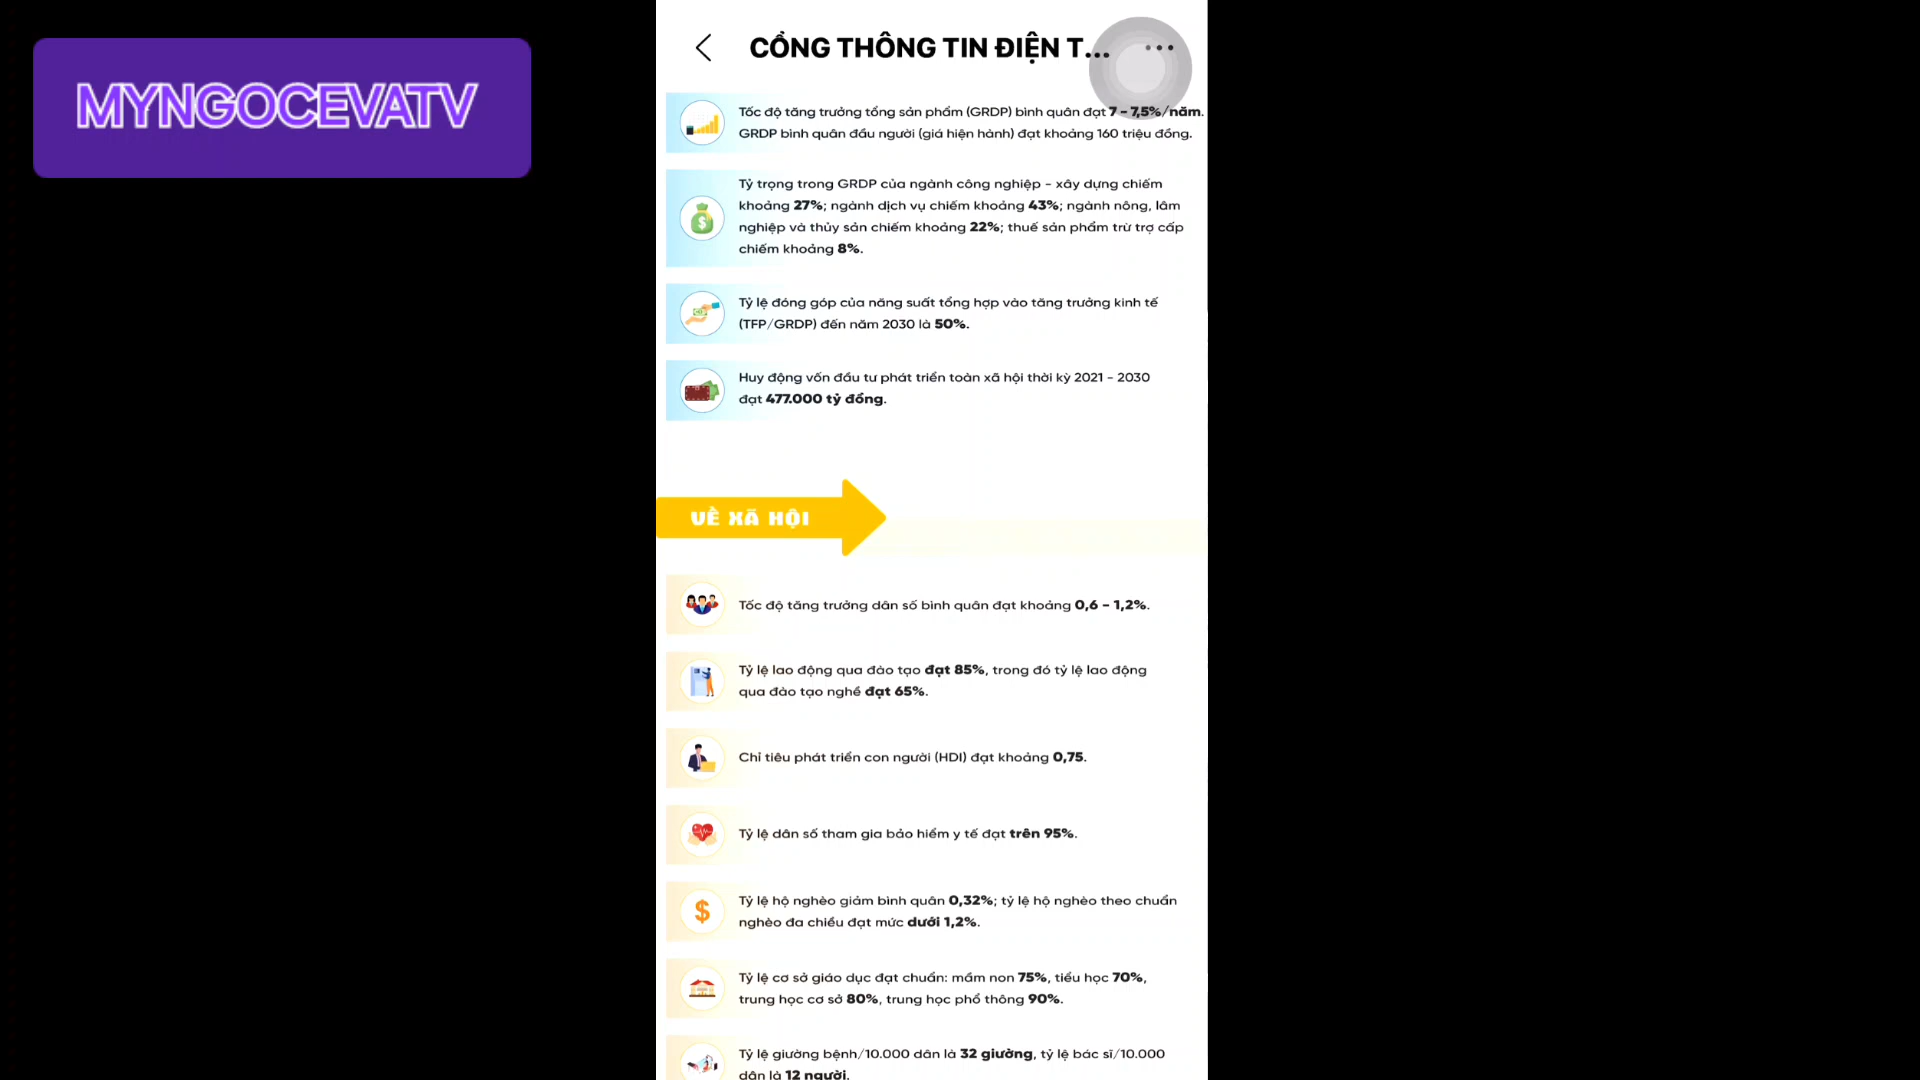 MYNGOCEVATV
CỔNG THÔNG TIN ĐIỆN T...
Tốc độ tăng trưởng tổng sản phẩm (GRDP) bình quân đạt 7 - 7,5%/năm.
GRDP bình quân đầu người (giá hiện hành) đạt khoảng 160 triệu đồng.
Tỷ trọng trong GRDP của ngành công nghiệp - xây dựng chiếm
khoảng 27%; ngành dịch vụ chiếm khoảng 43%; ngành nông, lâm
nghiệp và thủy sản chiếm khoảng 22%; thuế sản phẩm trừ trợ cấp
chiếm khoảng 8%.
Tỷ lệ đóng góp của năng suất tổng hợp vào tăng trưởng kinh tế
(TFP/GRDP) đến năm 2030 là 50%.
Huy động vốn đầu tư phát triển toàn xã hội thời kỳ 2021 - 2030
đạt 477.000 tỷ đồng.
VỀ XÃ HỘI
Tốc độ tăng trưởng dân số bình quân đạt khoảng 0,6 - 1,2%.
Tỷ lệ lao động qua đào tạo đạt 85%, trong đó tỷ lệ lao động
qua đào tạo nghề đạt 65%.
Chỉ tiêu phát triển con người (HDI) đạt khoảng 0,75.
Tỷ lệ dân số tham gia bảo hiểm y tế đạt trên 95%.
Tỷ lệ hộ nghèo giảm bình quân 0,32%; tỷ lệ hộ nghèo theo chuẩn
nghèo đa chiều đạt mức dưới 1,2%.
Tỷ lệ cơ sở giáo dục đạt chuẩn: mầm non 75%, tiểu học 70%,
trung học cơ sở 80%, trung học phổ thông 90%.
Tỷ lệ giường bệnh/10.000 dân là 32 giường, tỷ lệ bác sĩ/10.000
dân là 12 người.